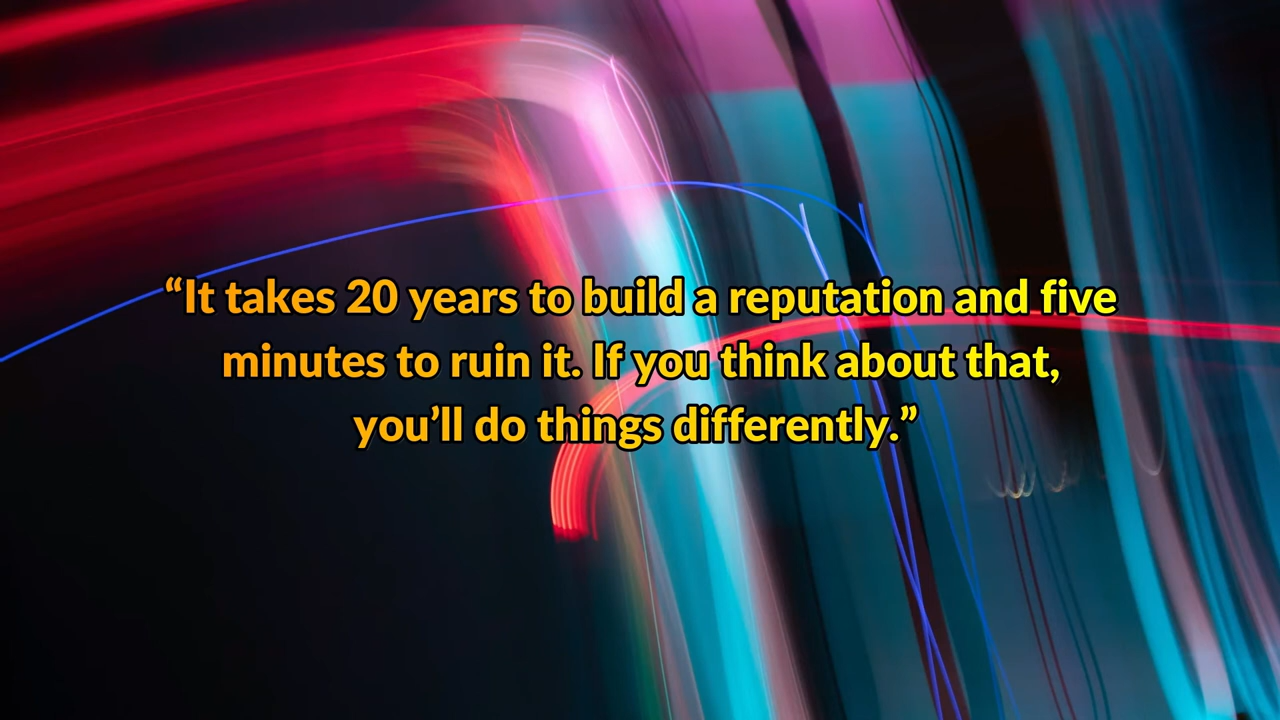 “It takes 20 years to build a reputation and five
minutes to ruin it. If you think about that,
you’ll do things differently.”